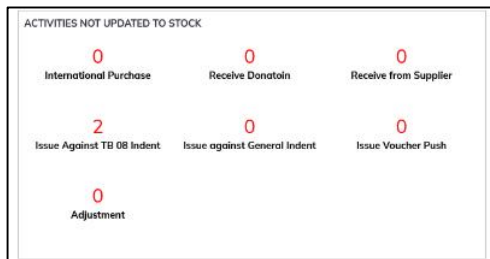 ACTIVITIES NOT UPDATED TO STOCK
0 0 0
International Purchase Receive Donatoin Receive from Supplier
2 0 0
Issue Against TB 08 Indent Issue against General Indent Issue Voucher Push
0
Adjustment